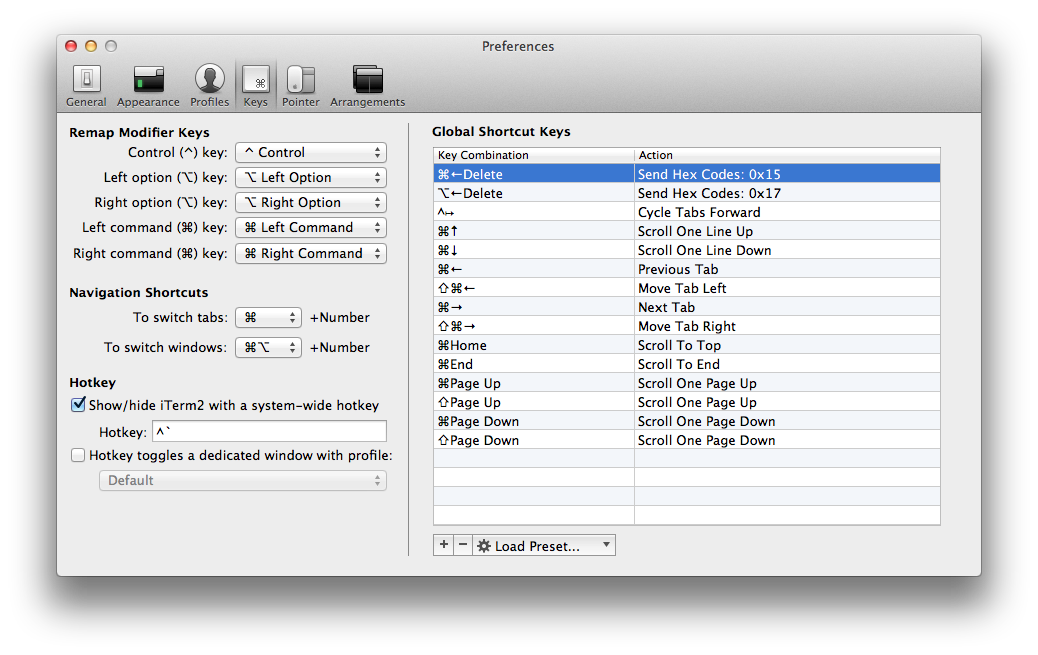 Preferences
General Appearance Profiles Keys Pointer Arrangements
Remap Modifier Keys
Control (^) key: ^ Control
Left option (⌥) key: ⌥ Left Option
Right option (⌥) key: ⌥ Right Option
Left command (⌘) key: ⌘ Left Command
Right command (⌘) key: ⌘ Right Command
Navigation Shortcuts
To switch tabs: ⌘ +Number
To switch windows: ⌘⌥ +Number
Hotkey
Show/hide iTerm2 with a system-wide hotkey
Hotkey: ^`
Hotkey toggles a dedicated window with profile:
Default
Global Shortcut Keys
Key Combination Action
⌘←Delete Send Hex Codes: 0x15
⌥←Delete Send Hex Codes: 0x17
^↦ Cycle Tabs Forward
⌘↑ Scroll One Line Up
⌘↓ Scroll One Line Down
⌘← Previous Tab
⇧⌘← Move Tab Left
⌘→ Next Tab
⇧⌘→ Move Tab Right
⌘Home Scroll To Top
⌘End Scroll To End
⌘Page Up Scroll One Page Up
⇧Page Up Scroll One Page Up
⌘Page Down Scroll One Page Down
⇧Page Down Scroll One Page Down
+ − Load Preset...